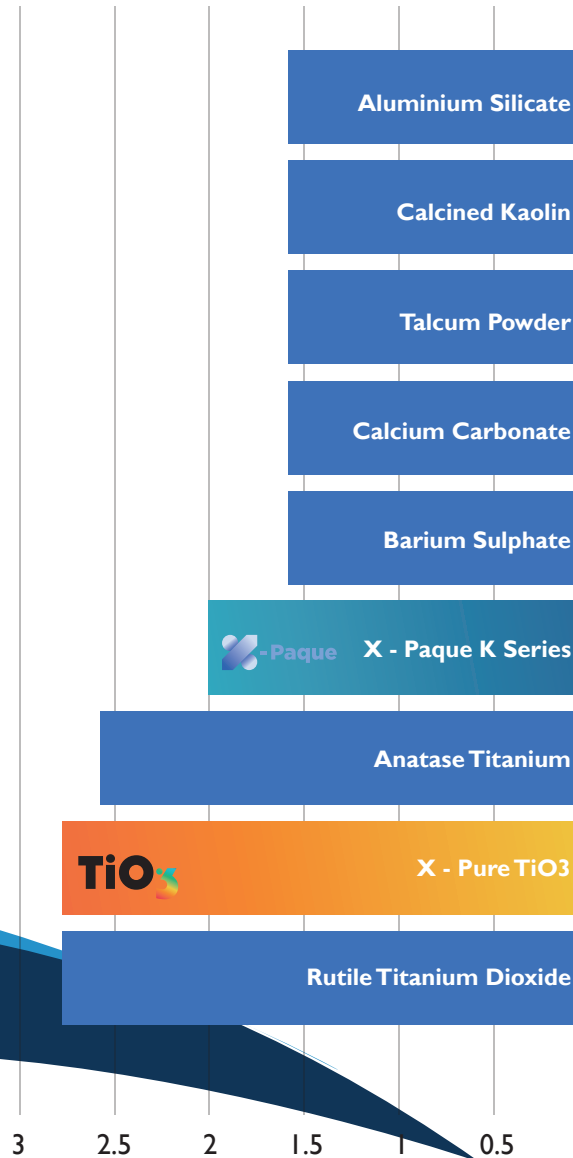 Aluminium Silicate
Calcined Kaolin
Talcum Powder
Calcium Carbonate
Barium Sulphate
X-Paque X - Paque K Series
Anatase Titanium
TiO3 X - Pure TiO3
Rutile Titanium Dioxide
3 2.5 2 1.5 1 0.5